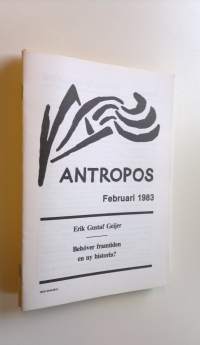 ANTROPOS
Februari 1983
Erik Gustaf Geijer
Behöver framtiden
en ny historia?